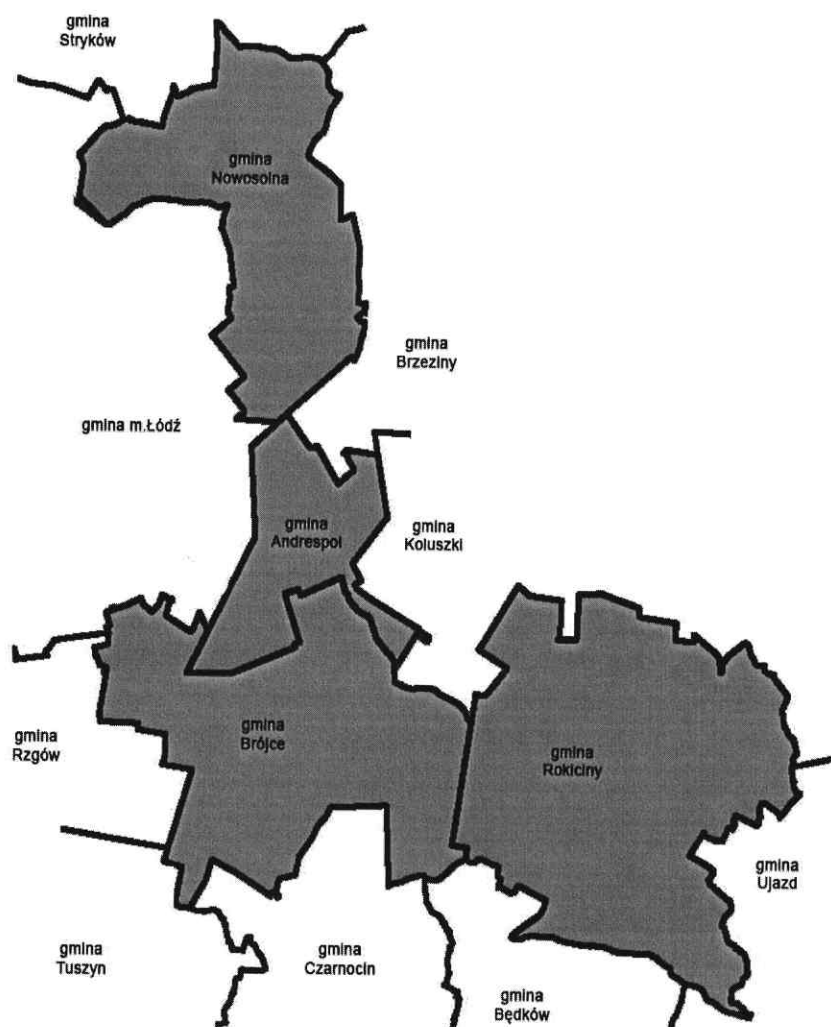 gmina
Stryków
gmina
Nowosolna
gmina
Brzeziny
gmina m.Łódź
gmina
Andrespol
gmina
Koluszki
gmina
Rzgów
gmina
Brójce
gmina
Rokiciny
gmina
Ujazd
gmina
Tuszyn
gmina
Czarnocin
gmina
Będków